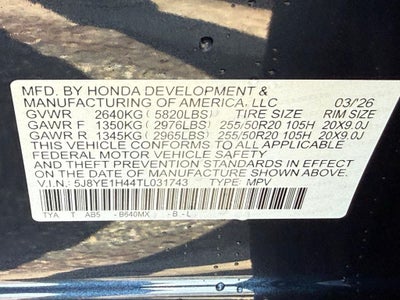 MFD. BY HONDA DEVELOPMENT &
MANUFACTURING OF AMERICA, LLC 03/26
GVWR 2640KG (5820LBS) TIRE SIZE RIM SIZE
GAWR F 1350KG (2976LBS) 255/50R20 105H 20X9.0J
GAWR R 1345KG (2965LBS) 255/50R20 105H 20X9.0J
THIS VEHICLE CONFORMS TO ALL APPLICABLE
FEDERAL MOTOR VEHICLE SAFETY
AND THEFT PREVENTION STANDARDS IN EFFECT ON
THE DATE OF MANUFACTURE SHOWN ABOVE.
V.I.N.: 5J8YE1H44TL031743 TYPE: MPV
TYA T AB5 - B640MX - B - L